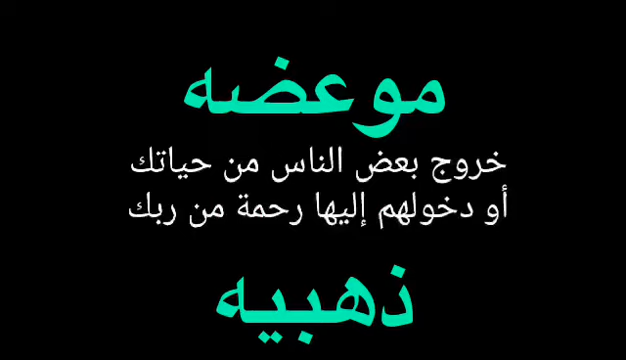 موعضه
خروج بعض الناس من حياتك
أو دخولهم إليها رحمة من ربك
ذهبيه